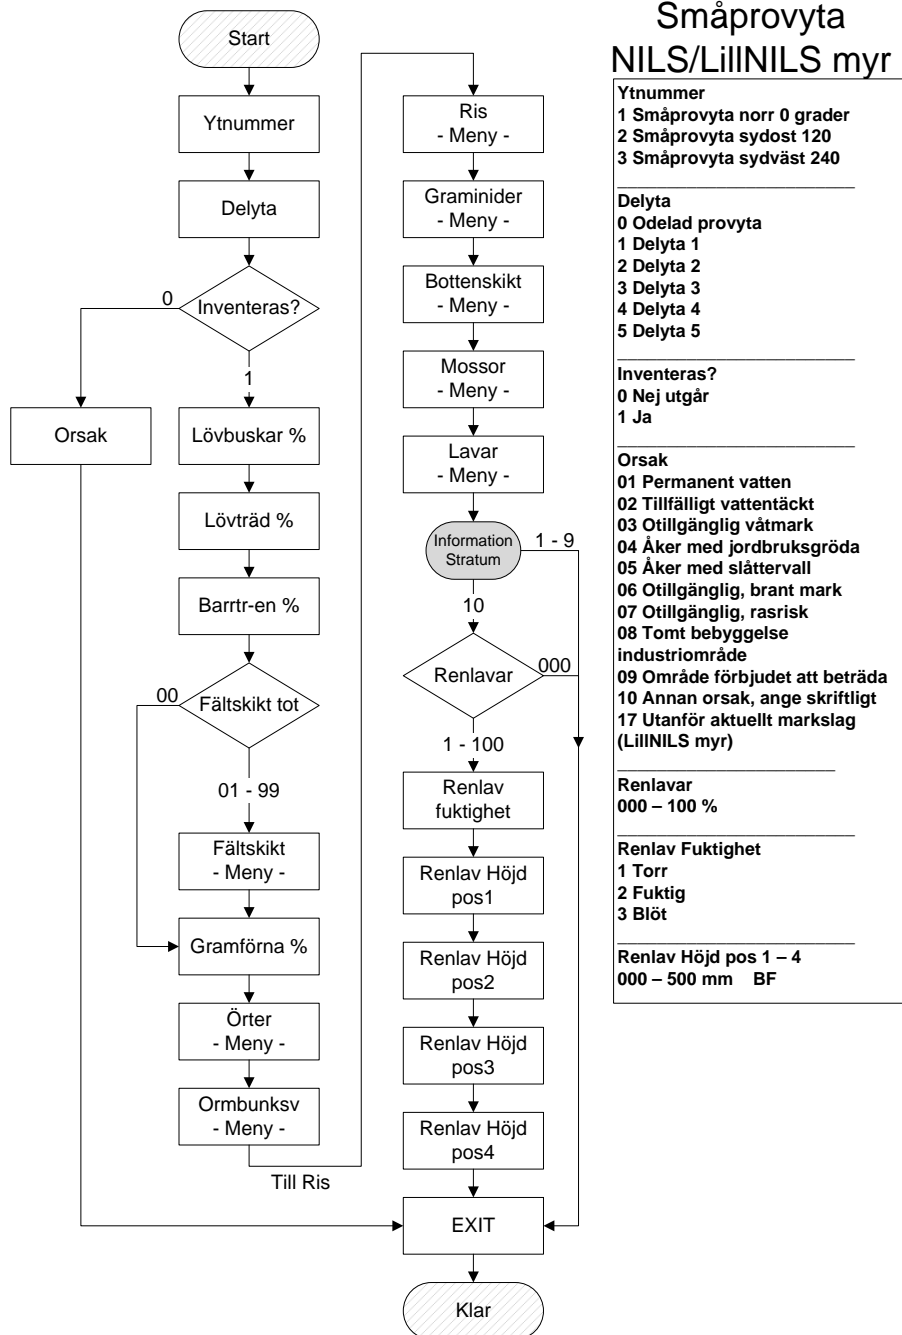 Småprovyta
NILS/LillNILS myr
Start
Ytnummer
Delyta
Inventeras?
0
1
Orsak
Lövbuskar %
Lövträd %
Barrtr-en %
Fältskikt tot
00
01 - 99
Fältskikt
- Meny -
Gramförna %
Örter
- Meny -
Ormbunksv
- Meny -
Till Ris
Ris
- Meny -
Graminider
- Meny -
Bottenskikt
- Meny -
Mossor
- Meny -
Lavar
- Meny -
Information
Stratum
1 - 9
10
Renlavar
000
1 - 100
Renlav
fuktighet
Renlav Höjd
pos1
Renlav Höjd
pos2
Renlav Höjd
pos3
Renlav Höjd
pos4
EXIT
Klar
Ytnummer
1 Småprovyta norr 0 grader
2 Småprovyta sydost 120
3 Småprovyta sydväst 240
Delyta
0 Odelad provyta
1 Delyta 1
2 Delyta 2
3 Delyta 3
4 Delyta 4
5 Delyta 5
Inventeras?
0 Nej utgår
1 Ja
Orsak
01 Permanent vatten
02 Tillfälligt vattentäckt
03 Otillgänglig våtmark
04 Åker med jordbruksgröda
05 Åker med slåttervall
06 Otillgänglig, brant mark
07 Otillgänglig, rasrisk
08 Tomt bebyggelse
industriområde
09 Område förbjudet att beträda
10 Annan orsak, ange skriftligt
17 Utanför aktuellt markslag
(LillNILS myr)
Renlavar
000 – 100 %
Renlav Fuktighet
1 Torr
2 Fuktig
3 Blöt
Renlav Höjd pos 1 – 4
000 – 500 mm BF